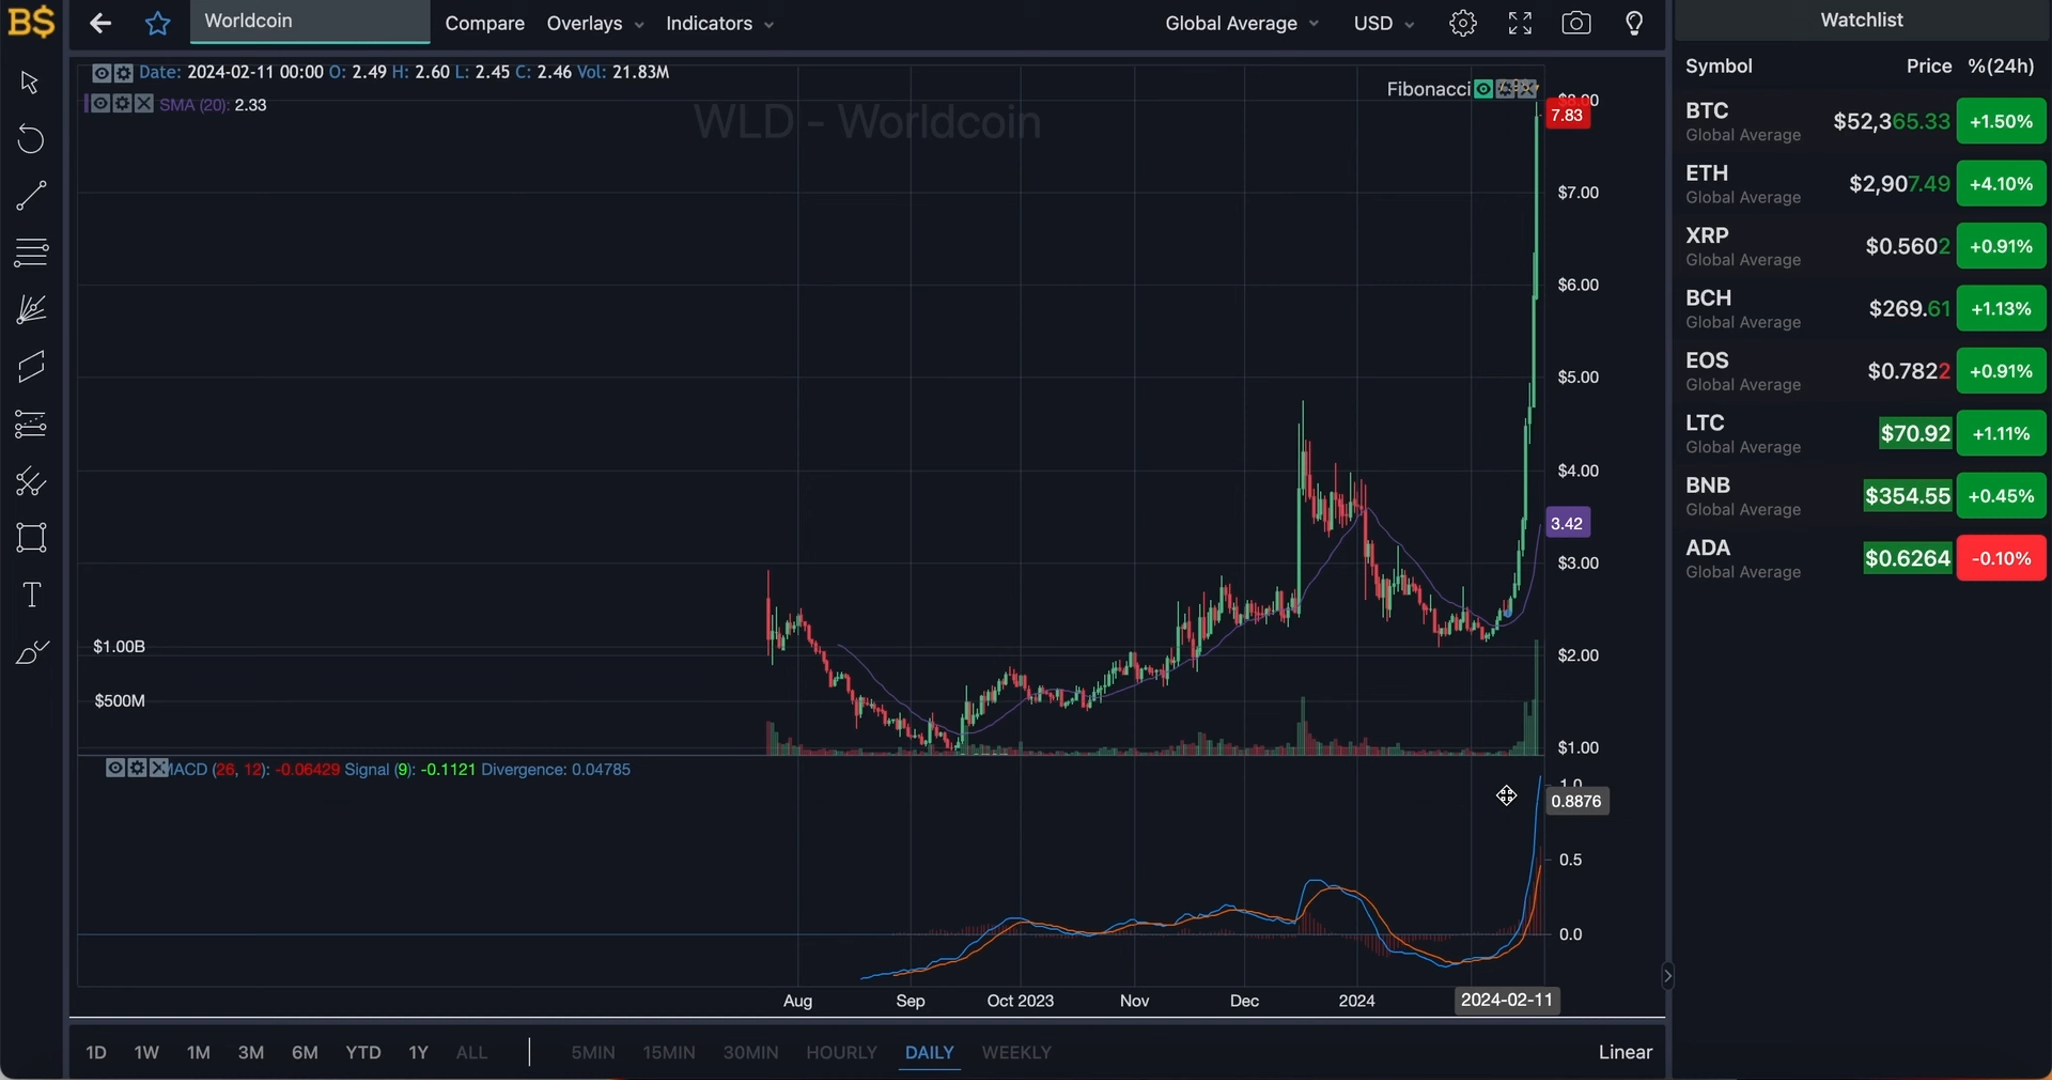 B$
Worldcoin
Compare
Overlays
Indicators
Global Average
USD
Date: 2024-02-11 00:00 O: 2.49 H: 2.60 L: 2.45 C: 2.46 Vol: 21.83M
SMA (20): 2.33
WLD - Worldcoin
Fibonacci
$8.00
7.83
$7.00
$6.00
$5.00
$4.00
3.42
$3.00
$2.00
$1.00
$1.00B
$500M
MACD (26, 12): -0.06429 Signal (9): -0.1121 Divergence: 0.04785
1.0
0.8876
0.5
0.0
Aug
Sep
Oct 2023
Nov
Dec
2024
2024-02-11
1D 1W 1M 3M 6M YTD 1Y ALL
5MIN 15MIN 30MIN HOURLY DAILY WEEKLY
Linear
T
Watchlist
Symbol Price %(24h)
BTC $52,365.33 +1.50%
Global Average
ETH $2,907.49 +4.10%
Global Average
XRP $0.5602 +0.91%
Global Average
BCH $269.61 +1.13%
Global Average
EOS $0.7822 +0.91%
Global Average
LTC $70.92 +1.11%
Global Average
BNB $354.55 +0.45%
Global Average
ADA $0.6264 -0.10%
Global Average